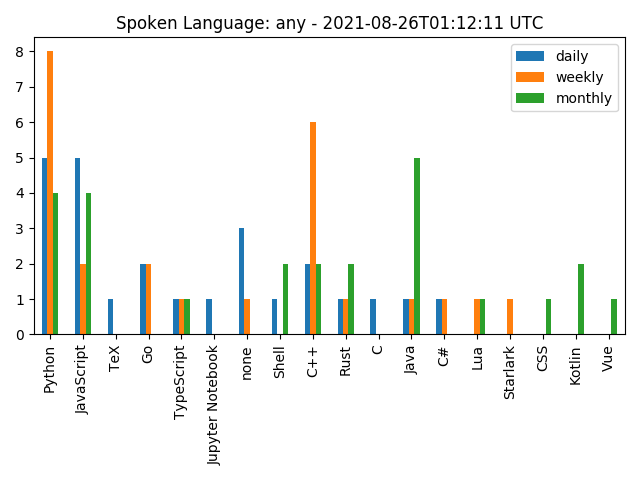 Spoken Language: any - 2021-08-26T01:12:11 UTC
daily
weekly
monthly
8
7
6
5
4
3
2
1
0
Python
JavaScript
TeX
Go
TypeScript
Jupyter Notebook
none
Shell
C++
Rust
C
Java
C#
Lua
Starlark
CSS
Kotlin
Vue